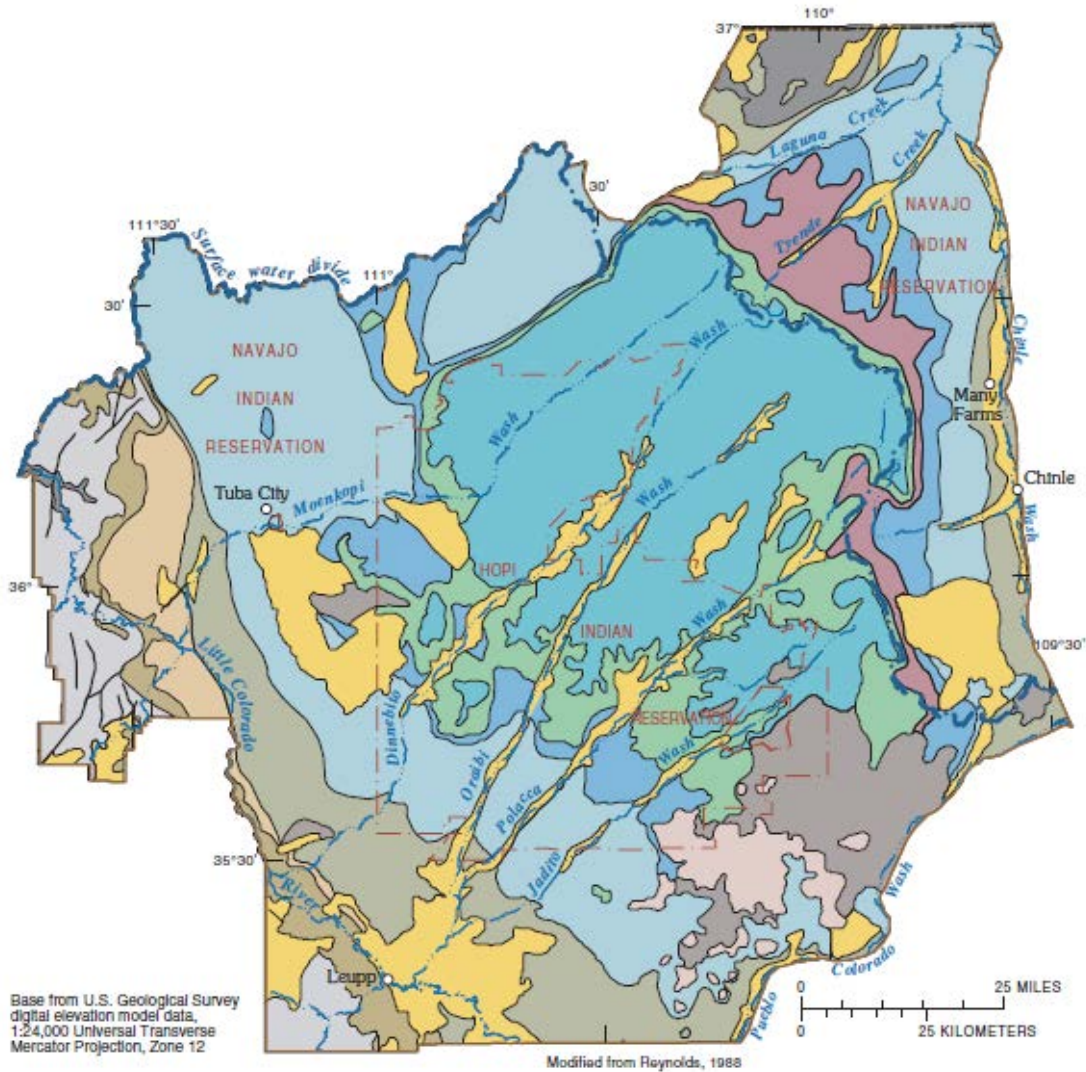 111°
110°
37°
Laguna Creek
Creek
30'
NAVAJO
INDIAN
RESERVATION
111°30'
Surface water divide
111°
Tyende
30'
Chinle
Wash
NAVAJO
INDIAN
RESERVATION
Wash
Many
Farms
Tuba City
Moenkopi
Wash
Chinle
Wash
36°
HOPI
Wash
INDIAN
109°30'
Little Colorado
RESERVATION
Dinnebito
Wash
Oraibi
Polacca
35°30'
Jadito
River
Wash
Leupp
Colorado
Pueblo
0 25 MILES
0 25 KILOMETERS
Base from U.S. Geological Survey
digital elevation model data,
1:24,000 Universal Transverse
Mercator Projection, Zone 12
Modified from Reynolds, 1988